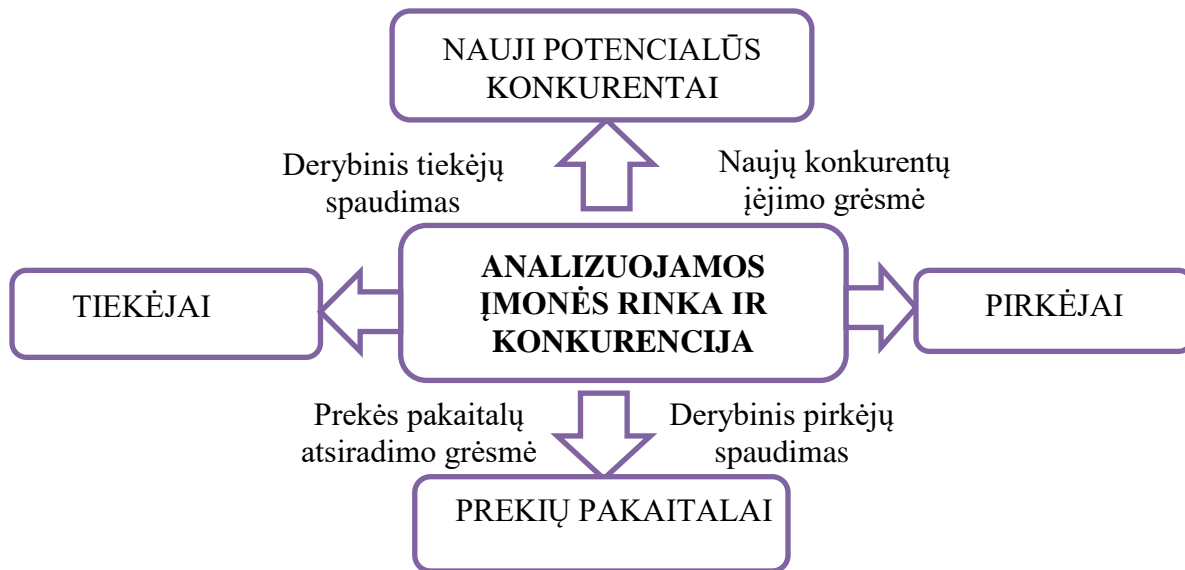 NAUJI POTENCIALŪS
KONKURENTAI
Derybinis tiekėjų
spaudimas
Naujų konkurentų
įėjimo grėsmė
TIEKĖJAI
ANALIZUOJAMOS
ĮMONĖS RINKA IR
KONKURENCIJA
PIRKĖJAI
Prekės pakaitalų
atsiradimo grėsmė
Derybinis pirkėjų
spaudimas
PREKIŲ PAKAITALAI